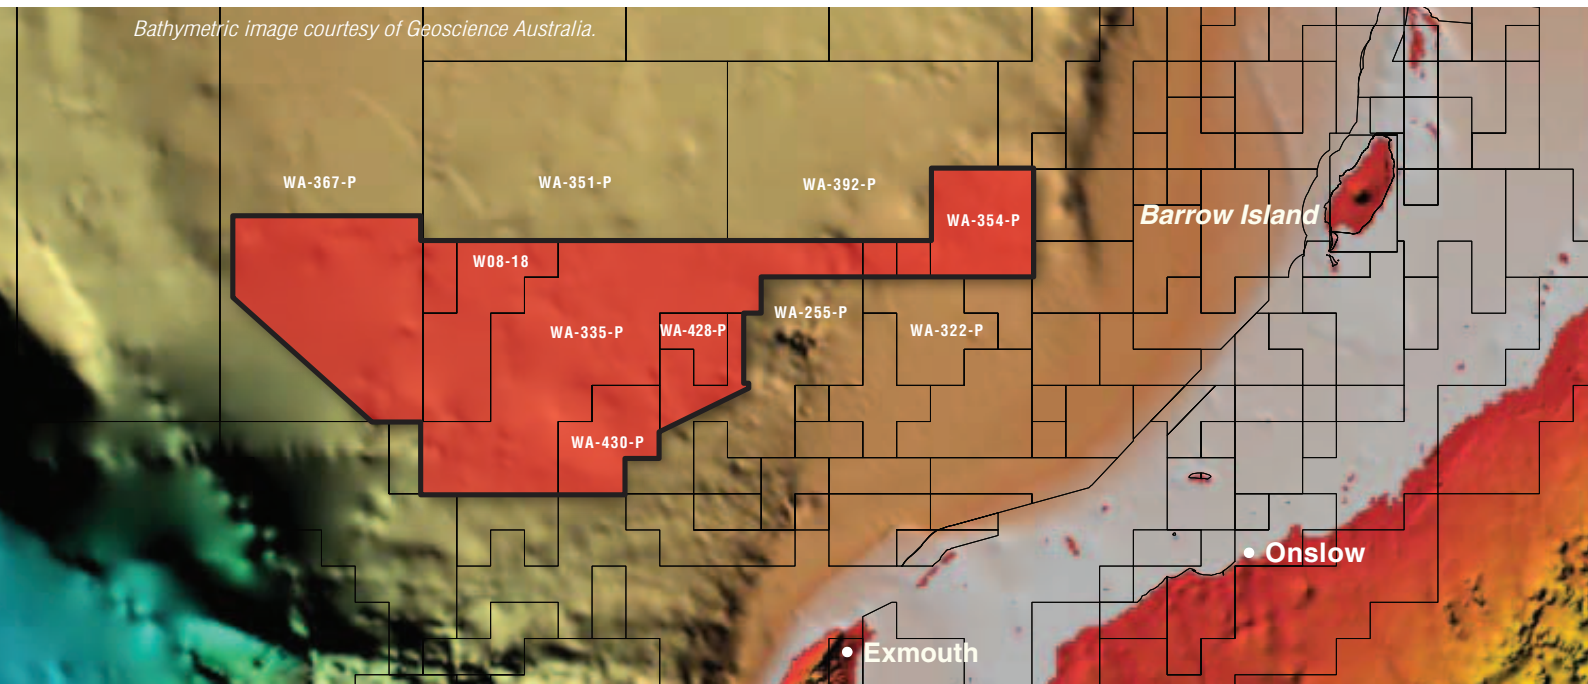 Bathymetric image courtesy of Geoscience Australia.
WA-367-P
WA-351-P
WA-392-P
WA-354-P
Barrow Island
W08-18
WA-335-P
WA-428-P
WA-255-P
WA-322-P
WA-430-P
Onslow
Exmouth